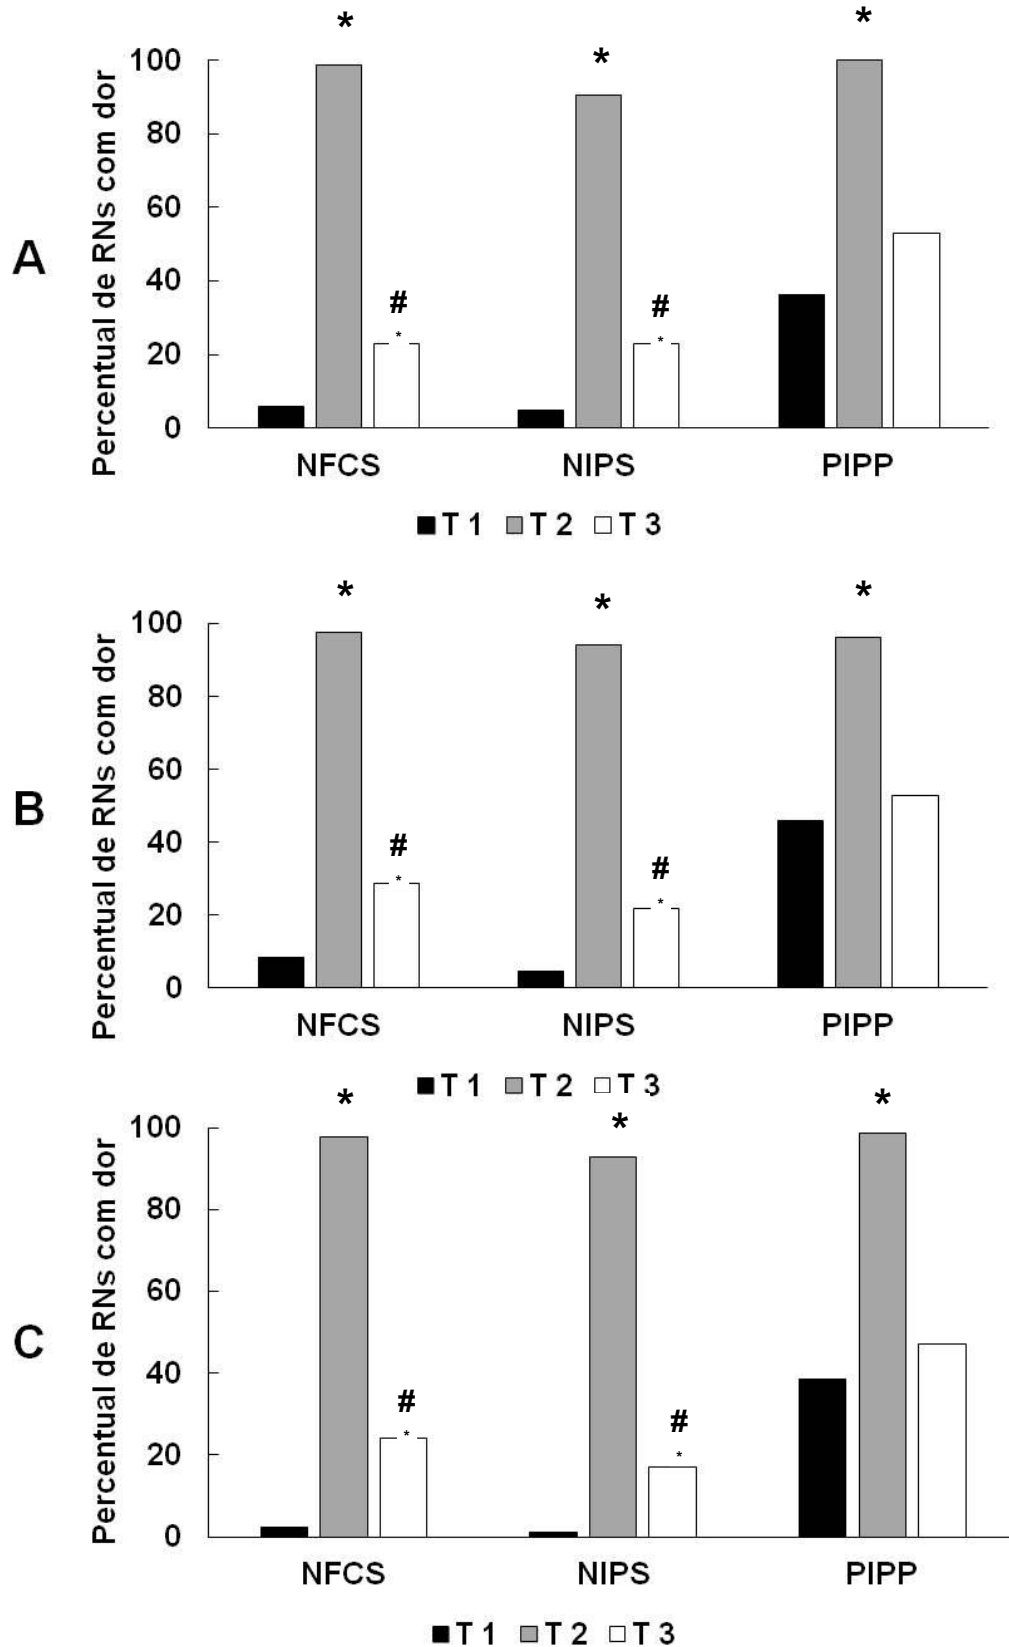 A
Percentual de RNs com dor
* * *
100
80
60
40
20
0
# #
* *
NFCS NIPS PIPP
T 1 T 2 T 3
B
Percentual de RNs com dor
* * *
100
80
60
40
20
0
# #
* *
NFCS NIPS PIPP
T 1 T 2 T 3
C
Percentual de RNs com dor
* * *
100
80
60
40
20
0
# #
* *
NFCS NIPS PIPP
T 1 T 2 T 3